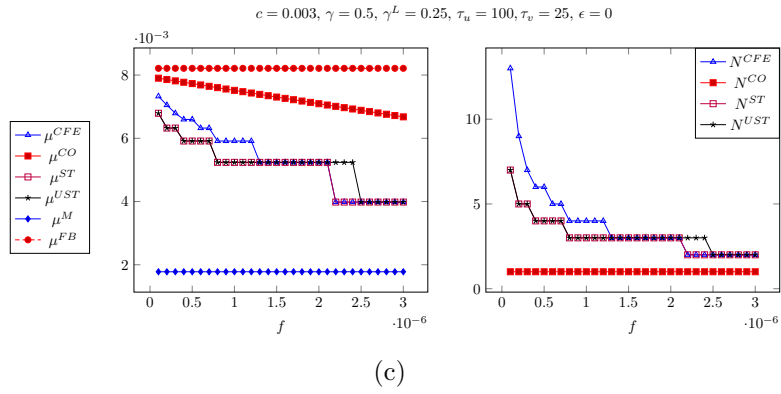 c = 0.003, γ = 0.5, γ^L = 0.25, τ_u = 100, τ_v = 25, ϵ = 0
·10^−3
8
6
4
2
0
0.5
1
1.5
2
2.5
3
·10^−6
f
μ^CFE
μ^CO
μ^ST
μ^UST
μ^M
μ^FB
10
5
0
0
0.5
1
1.5
2
2.5
3
·10^−6
f
N^CFE
N^CO
N^ST
N^UST
(c)